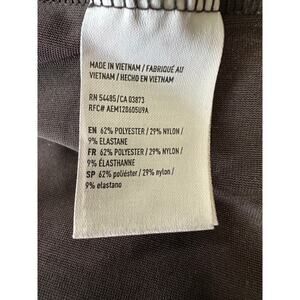 MADE IN VIETNAM / FABRIQUÉ AU
VIETNAM / HECHO EN VIETNAM
RN 54485/CA 03873
RFC# AEM120605U9A
EN 62% POLYESTER / 29% NYLON /
9% ELASTANE
FR 62% POLYESTER / 29% NYLON /
9% ÉLASTHANNE
SP 62% poliéster / 29% nylon /
9% elastano